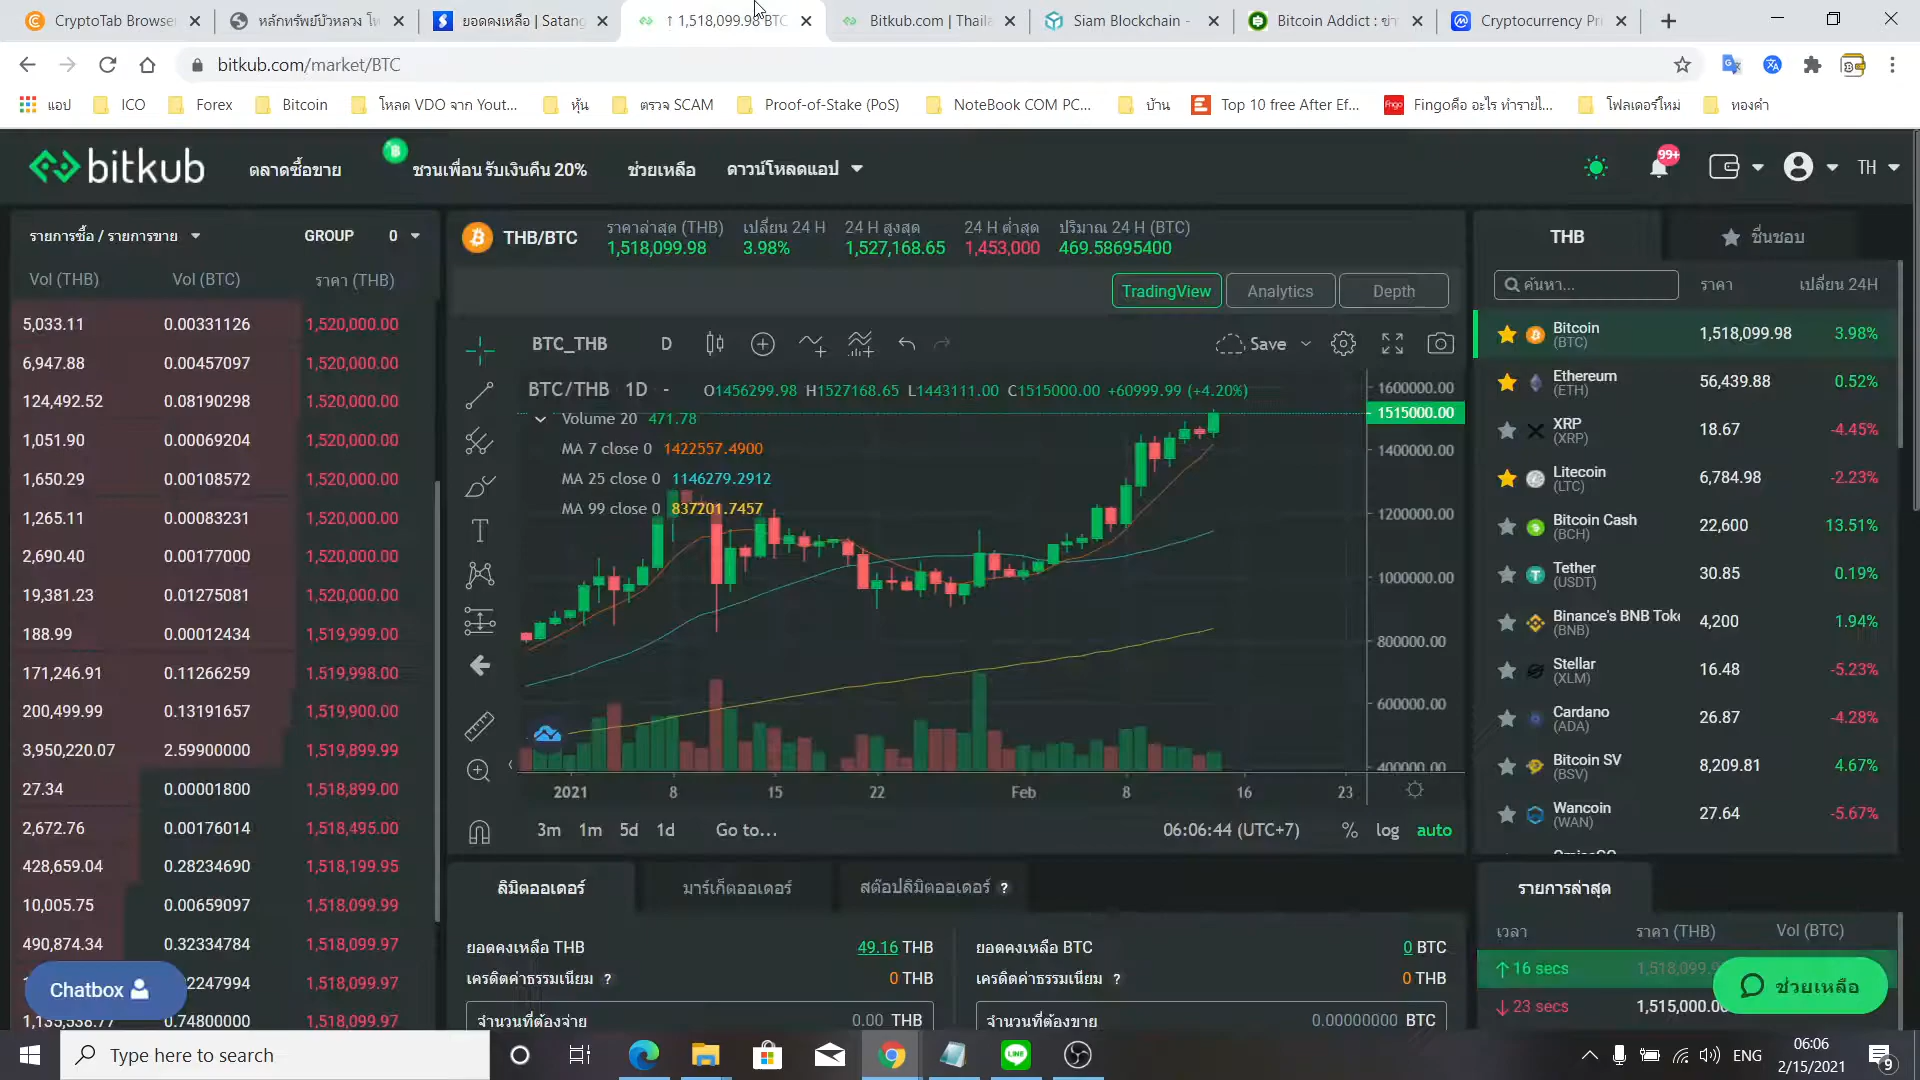 CryptoTab Browser
หลักทรัพย์บัวหลวง
ยอดคงเหลือ | Satang
↑ 1,518,099.98 BTC
Bitkub.com | Thaila
Siam Blockchain -
Bitcoin Addict :
Cryptocurrency Pri
bitkub.com/market/BTC
แอป ICO Forex Bitcoin โหลด VDO จาก Yout... หุ้น ตรวจ SCAM Proof-of-Stake (PoS) NoteBook COM PC... บ้าน Top 10 free After Ef... Fingoคือ อะไร ทำรายไ... โฟลเดอร์ใหม่ ทองคำ
bitkub ตลาดซื้อขาย ชวนเพื่อน รับเงินคืน 20% ช่วยเหลือ ดาวน์โหลดแอป 99+ TH
รายการซื้อ / รายการขาย GROUP 0
Vol (THB) Vol (BTC) ราคา (THB)
5,033.11 0.00331126 1,520,000.00
6,947.88 0.00457097 1,520,000.00
124,492.52 0.08190298 1,520,000.00
1,051.90 0.00069204 1,520,000.00
1,650.29 0.00108572 1,520,000.00
1,265.11 0.00083231 1,520,000.00
2,690.40 0.00177000 1,520,000.00
19,381.23 0.01275081 1,520,000.00
188.99 0.00012434 1,519,999.00
171,246.91 0.11266259 1,519,998.00
200,499.99 0.13191657 1,519,900.00
3,950,220.07 2.59900000 1,519,899.99
27.34 0.00001800 1,518,899.00
2,672.76 0.00176014 1,518,495.00
428,659.04 0.28234690 1,518,199.95
10,005.75 0.00659097 1,518,099.99
490,874.34 0.32334784 1,518,099.97
2247994 1,518,099.97
1,135,538.77 0.74800000 1,518,099.97
Chatbox
THB/BTC
ราคาล่าสุด (THB) เปลี่ยน 24 H 24 H สูงสุด 24 H ต่ำสุด ปริมาณ 24 H (BTC)
1,518,099.98 3.98% 1,527,168.65 1,453,000 469.58695400
TradingView Analytics Depth
BTC_THB D Save
BTC/THB 1D - O1456299.98 H1527168.65 L1443111.00 C1515000.00 +60999.99 (+4.20%)
Volume 20 471.78
MA 7 close 0 1422557.4900
MA 25 close 0 1146279.2912
MA 99 close 0 837201.7457
1600000.00
1515000.00
1400000.00
1200000.00
1000000.00
800000.00
600000.00
400000.00
2021 8 15 22 Feb 8 16 23
3m 1m 5d 1d Go to... 06:06:44 (UTC+7) % log auto
ลิมิตออเดอร์ มาร์เก็ตออเดอร์ สต๊อปลิมิตออเดอร์ ?
ยอดคงเหลือ THB 49.16 THB
เครดิตค่าธรรมเนียม ? 0 THB
จำนวนที่ต้องจ่าย 0.00 THB
ยอดคงเหลือ BTC 0 BTC
เครดิตค่าธรรมเนียม ? 0 THB
จำนวนที่ต้องขาย 0.00000000 BTC
THB ชื่นชอบ
ค้นหา... ราคา เปลี่ยน 24H
Bitcoin (BTC) 1,518,099.98 3.98%
Ethereum (ETH) 56,439.88 0.52%
XRP (XRP) 18.67 -4.45%
Litecoin (LTC) 6,784.98 -2.23%
Bitcoin Cash (BCH) 22,600 13.51%
Tether (USDT) 30.85 0.19%
Binance's BNB Toke (BNB) 4,200 1.94%
Stellar (XLM) 16.48 -5.23%
Cardano (ADA) 26.87 -4.28%
Bitcoin SV (BSV) 8,209.81 4.67%
Wancoin (WAN) 27.64 -5.67%
รายการล่าสุด
เวลา ราคา (THB) Vol (BTC)
↑ 16 secs 1,518,099.9
↓ 23 secs 1,515,000.00
ช่วยเหลือ
Type here to search
LINE
ENG
06:06
2/15/2021
9